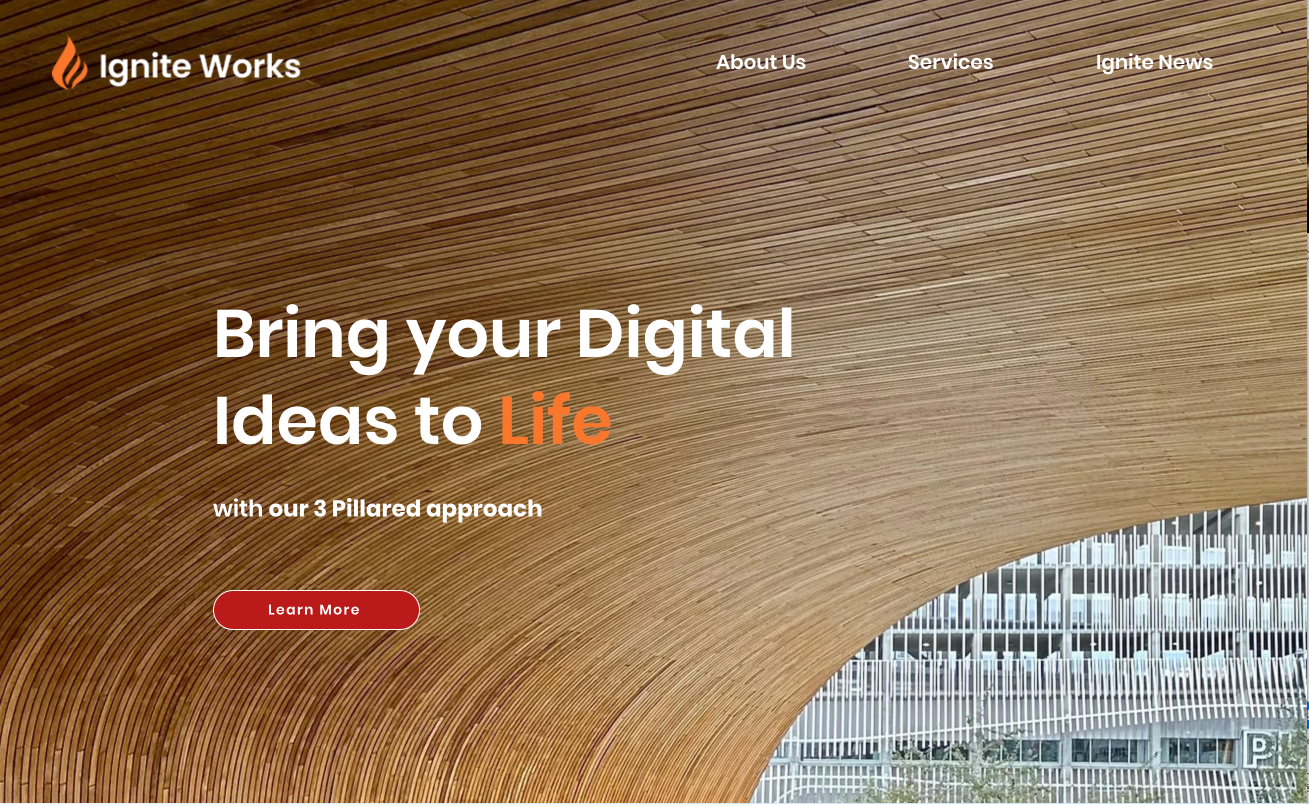 Ignite Works
About Us
Services
Ignite News
Bring your Digital
Ideas to Life
with our 3 Pillared approach
Learn More